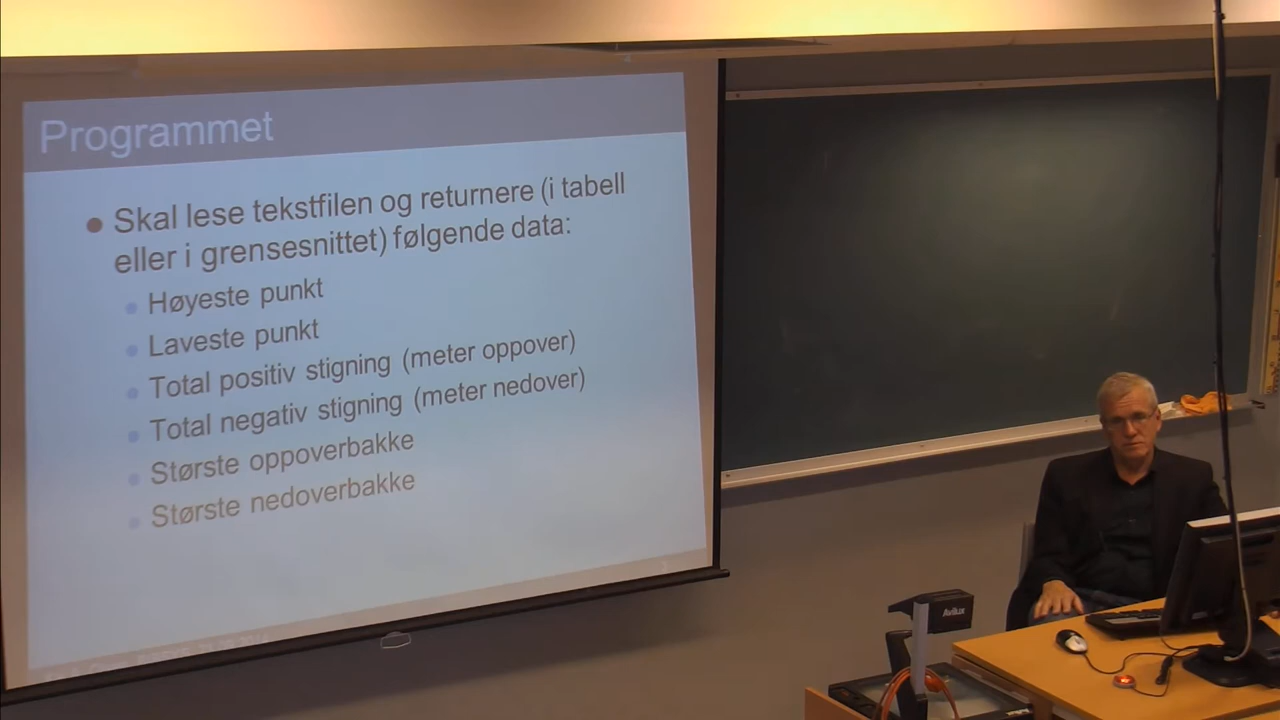 Programmet
Skal lese tekstfilen og returnere (i tabell
eller i grensesnittet) følgende data:
Høyeste punkt
Laveste punkt
Total positiv stigning (meter oppover)
Total negativ stigning (meter nedover)
Største oppoverbakke
Største nedoverbakke
2